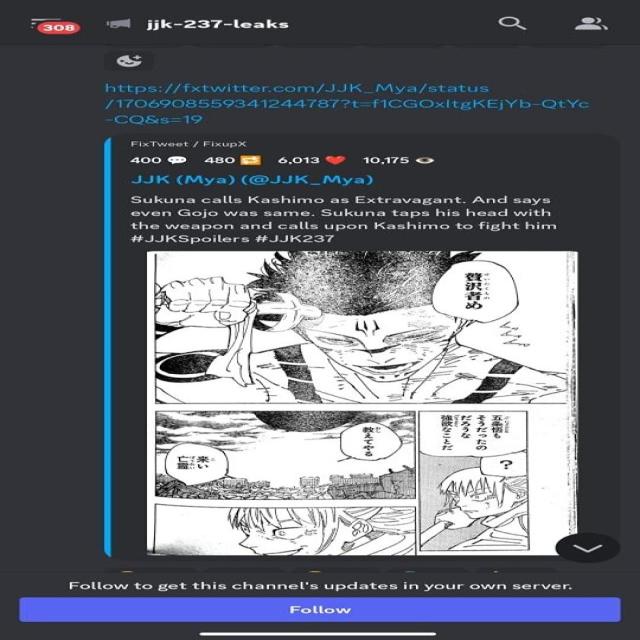 308
jjk-237-leaks
https://fxtwitter.com/JJK_Mya/status
/1706908559341244787?t=f1CGOxItgKEjYb-QtYc
-CQ&s=19
FixTweet / FixupX
400 💬 480 🔁 6,013 ❤️ 10,175 👁️
JJK (Mya) (@JJK_Mya)
Sukuna calls Kashimo as Extravagant. And says
even Gojo was same. Sukuna taps his head with
the weapon and calls upon Kashimo to fight him
#JJKSpoilers #JJK237
贅沢者め
五条悟も
そうだったの
だろうな
強欲なことだ
?
教えてやる
来い
亡霊
Follow to get this channel's updates in your own server.
Follow